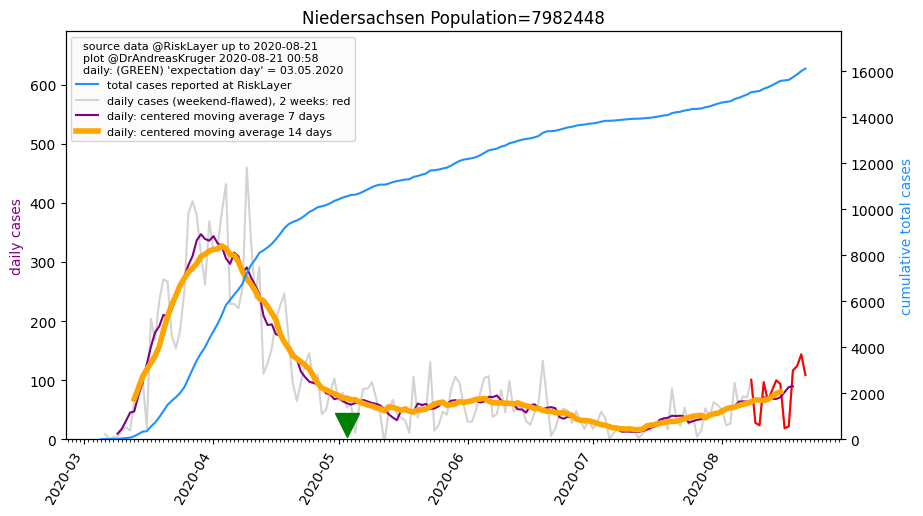 Niedersachsen Population=7982448
source data @RiskLayer up to 2020-08-21
plot @DrAndreasKruger 2020-08-21 00:58
daily: (GREEN) 'expectation day' = 03.05.2020
total cases reported at RiskLayer
daily cases (weekend-flawed), 2 weeks: red
daily: centered moving average 7 days
daily: centered moving average 14 days
daily cases
600
500
400
300
200
100
0
cumulative total cases
16000
14000
12000
10000
8000
6000
4000
2000
0
2020-03
2020-04
2020-05
2020-06
2020-07
2020-08